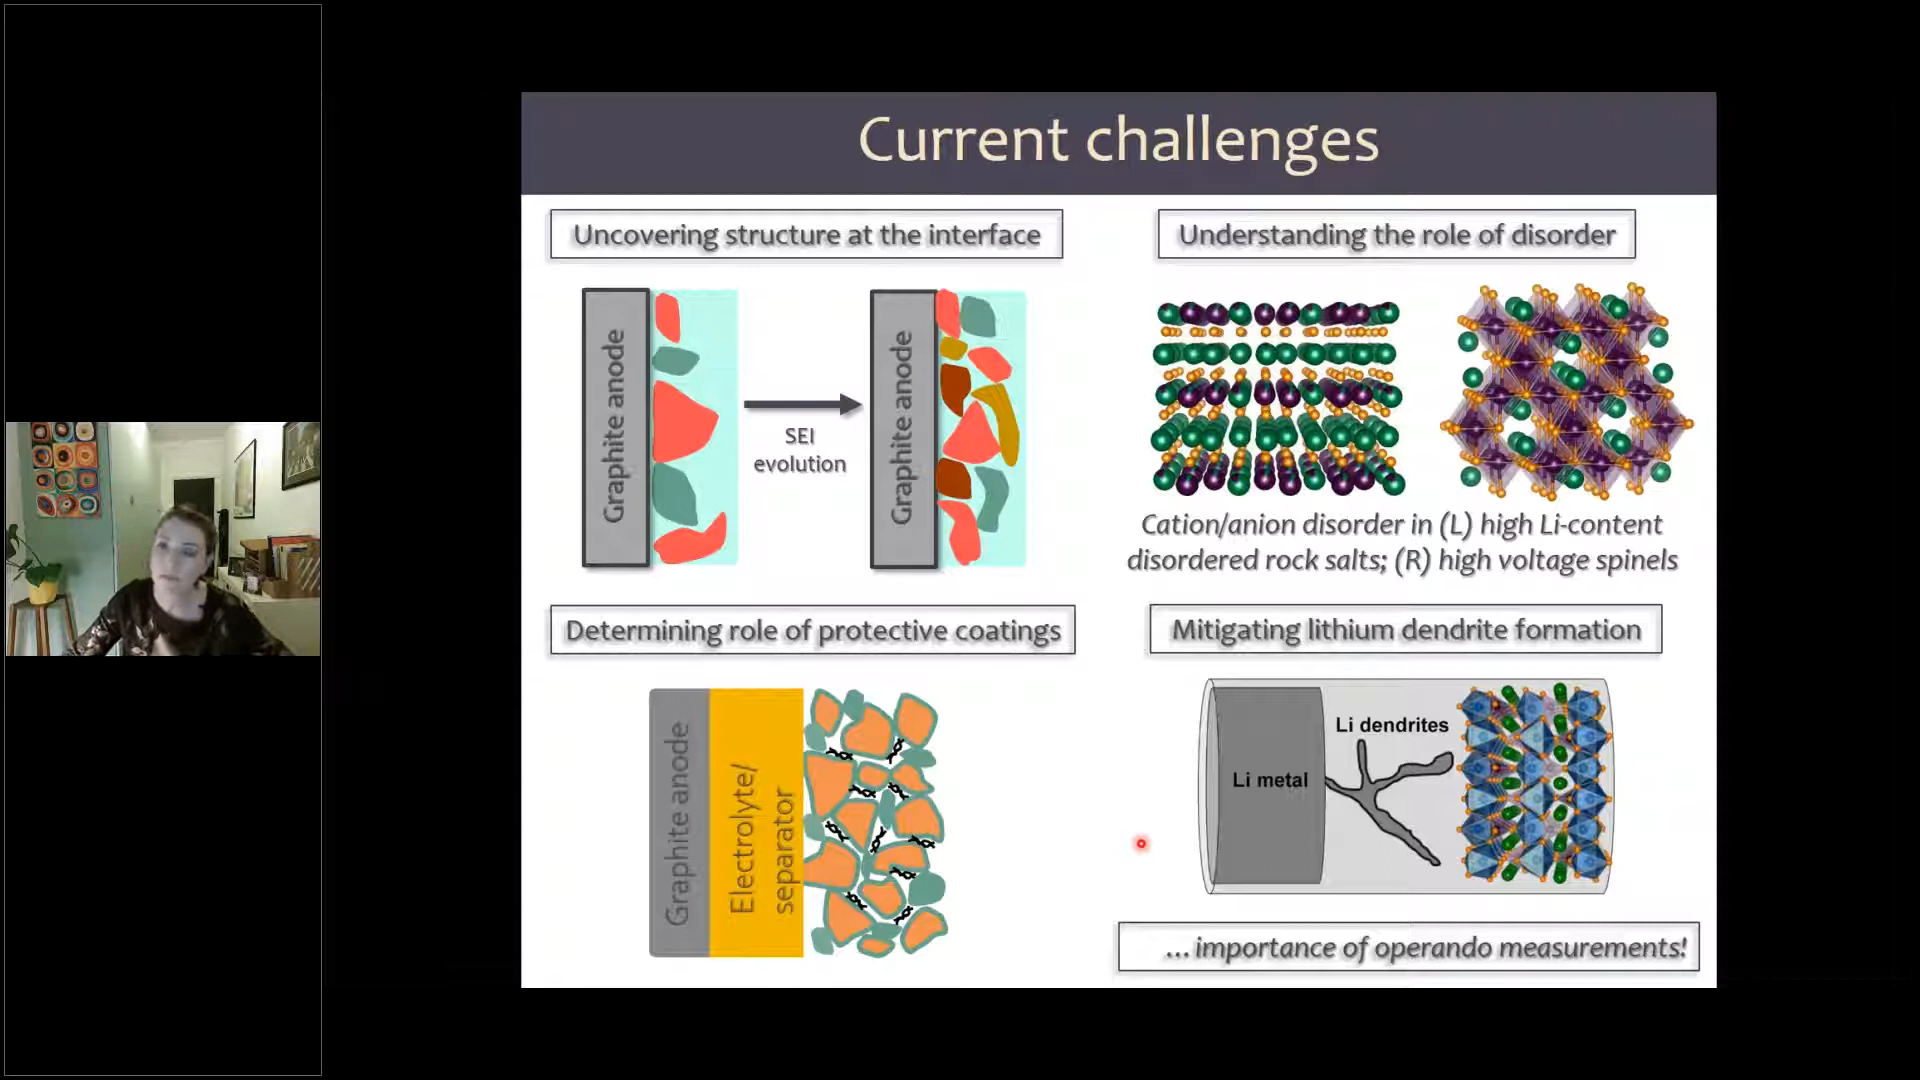 Current challenges
Uncovering structure at the interface
Graphite anode
SEI
evolution
Graphite anode
Understanding the role of disorder
Cation/anion disorder in (L) high Li-content
disordered rock salts; (R) high voltage spinels
Determining role of protective coatings
Graphite anode
Electrolyte/
separator
Mitigating lithium dendrite formation
Li metal
Li dendrites
...importance of operando measurements!